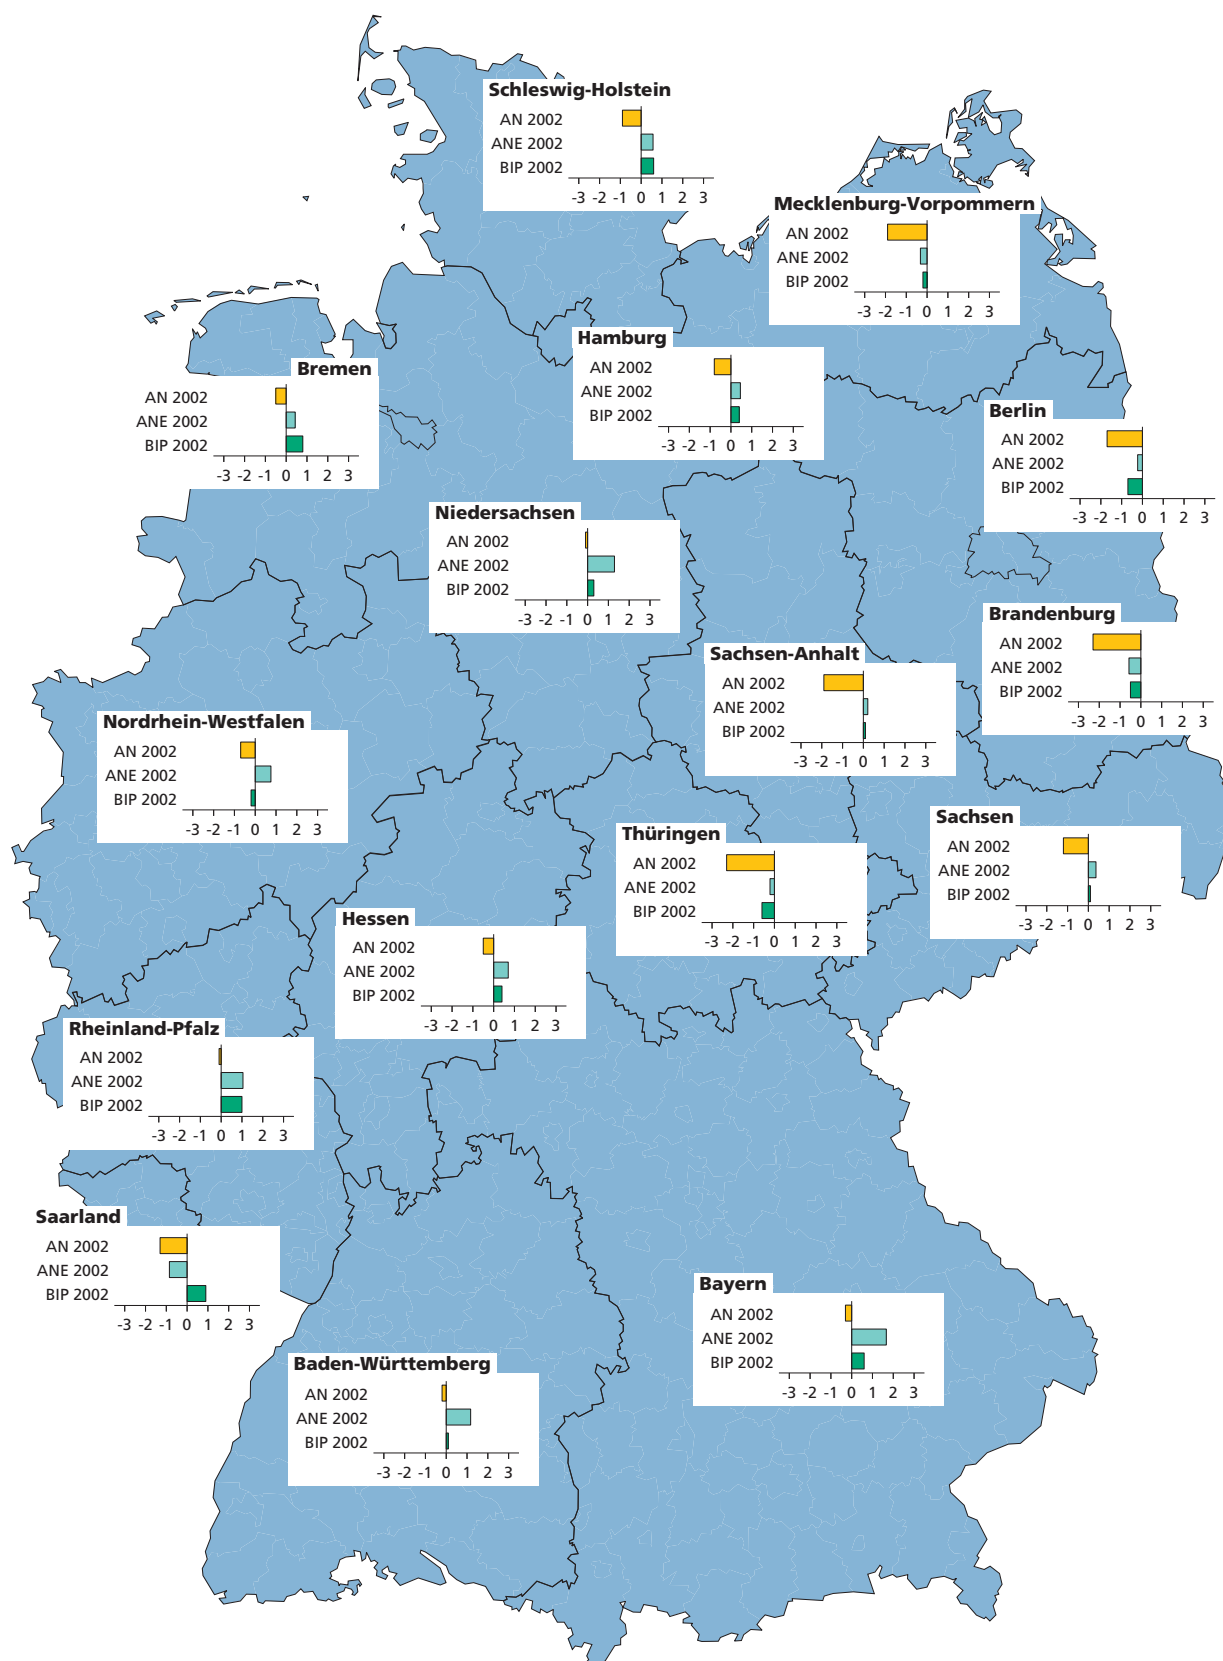 Schleswig-Holstein
AN 2002
ANE 2002
BIP 2002
-3 -2 -1 0 1 2 3
Mecklenburg-Vorpommern
AN 2002
ANE 2002
BIP 2002
-3 -2 -1 0 1 2 3
Hamburg
AN 2002
ANE 2002
BIP 2002
-3 -2 -1 0 1 2 3
Bremen
AN 2002
ANE 2002
BIP 2002
-3 -2 -1 0 1 2 3
Berlin
AN 2002
ANE 2002
BIP 2002
-3 -2 -1 0 1 2 3
Niedersachsen
AN 2002
ANE 2002
BIP 2002
-3 -2 -1 0 1 2 3
Brandenburg
AN 2002
ANE 2002
BIP 2002
-3 -2 -1 0 1 2 3
Sachsen-Anhalt
AN 2002
ANE 2002
BIP 2002
-3 -2 -1 0 1 2 3
Nordrhein-Westfalen
AN 2002
ANE 2002
BIP 2002
-3 -2 -1 0 1 2 3
Sachsen
AN 2002
ANE 2002
BIP 2002
-3 -2 -1 0 1 2 3
Thüringen
AN 2002
ANE 2002
BIP 2002
-3 -2 -1 0 1 2 3
Hessen
AN 2002
ANE 2002
BIP 2002
-3 -2 -1 0 1 2 3
Rheinland-Pfalz
AN 2002
ANE 2002
BIP 2002
-3 -2 -1 0 1 2 3
Saarland
AN 2002
ANE 2002
BIP 2002
-3 -2 -1 0 1 2 3
Bayern
AN 2002
ANE 2002
BIP 2002
-3 -2 -1 0 1 2 3
Baden-Württemberg
AN 2002
ANE 2002
BIP 2002
-3 -2 -1 0 1 2 3